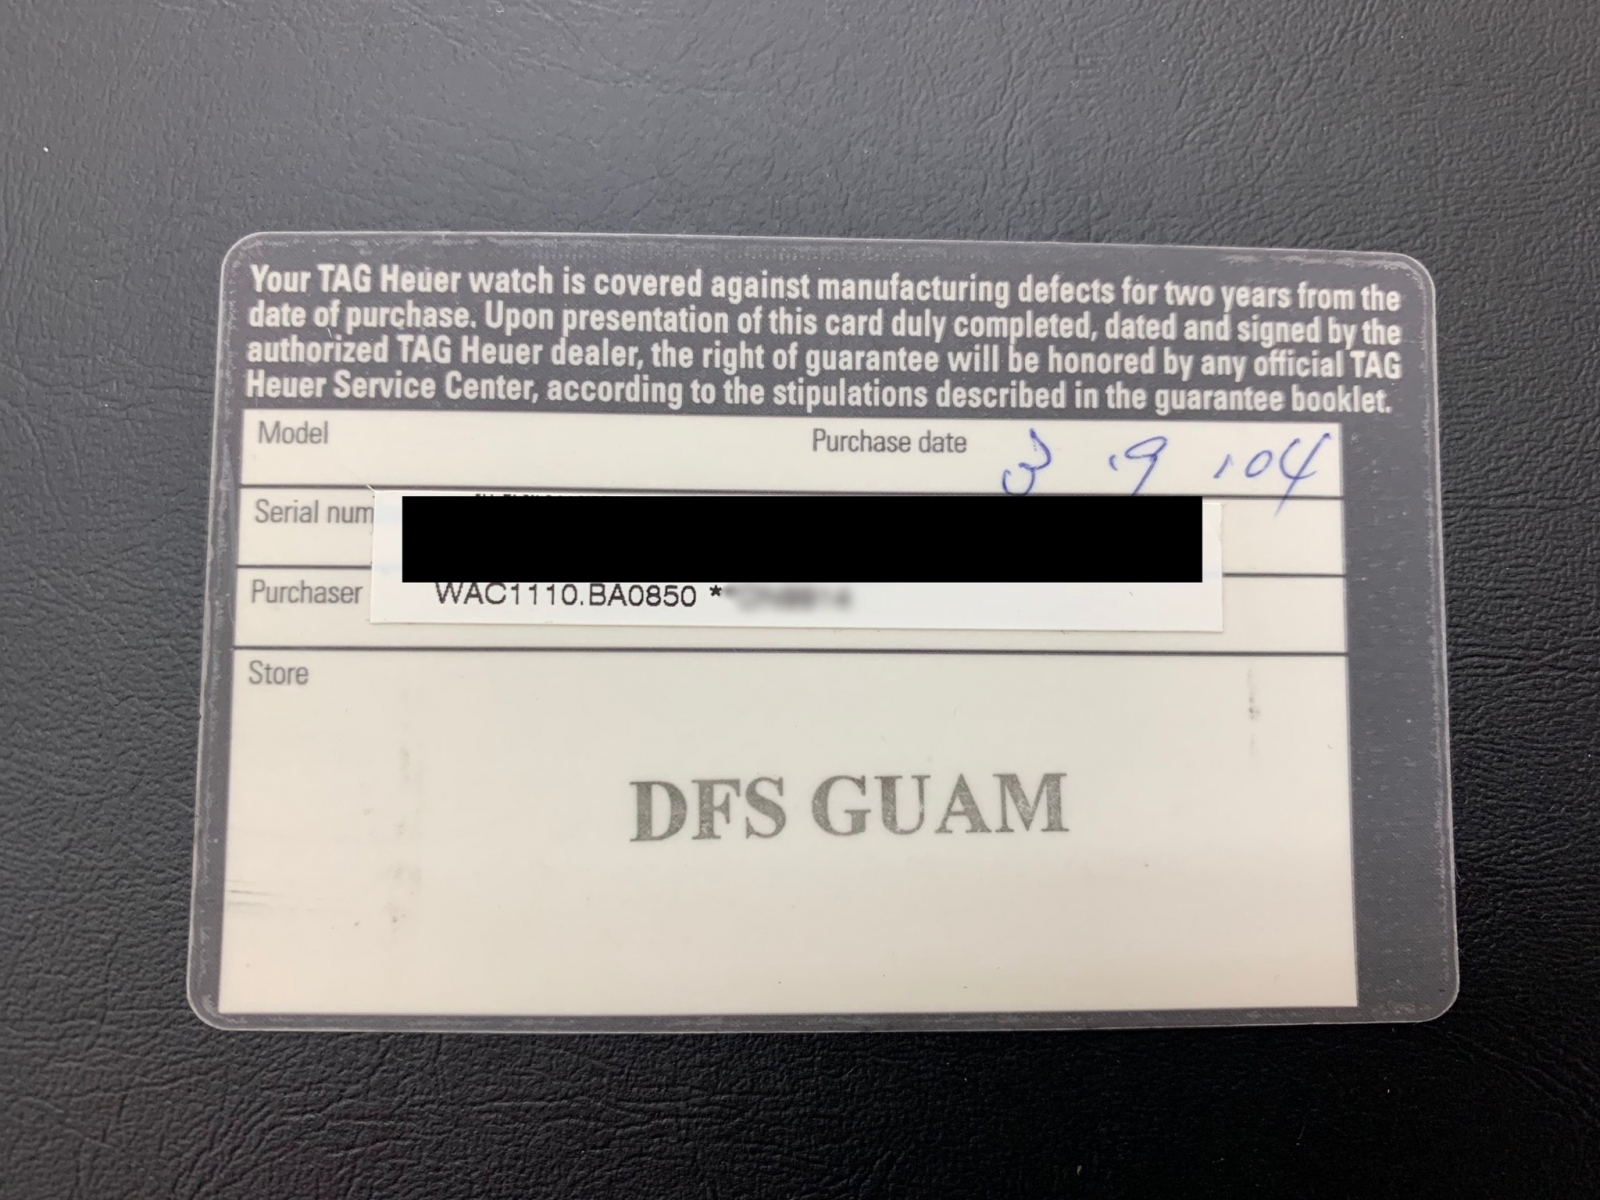 Your TAG Heuer watch is covered against manufacturing defects for two years from the
date of purchase. Upon presentation of this card duly completed, dated and signed by the
authorized TAG Heuer dealer, the right of guarantee will be honored by any official TAG
Heuer Service Center, according to the stipulations described in the guarantee booklet.
Model Purchase date 3 . 9 . 04
Serial num
Purchaser WAC1110.BA0850 *
Store
DFS GUAM